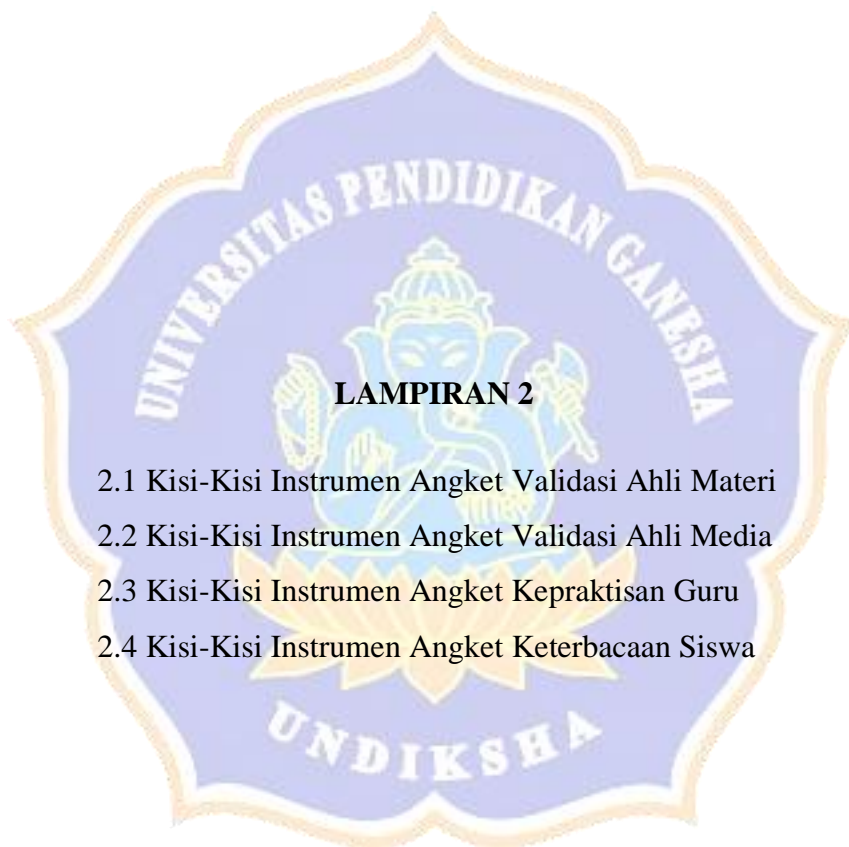 UNIVERSITAS PENDIDIKAN GANESHA
LAMPIRAN 2
2.1 Kisi-Kisi Instrumen Angket Validasi Ahli Materi
2.2 Kisi-Kisi Instrumen Angket Validasi Ahli Media
2.3 Kisi-Kisi Instrumen Angket Kepraktisan Guru
2.4 Kisi-Kisi Instrumen Angket Keterbacaan Siswa
UNDIKSHA